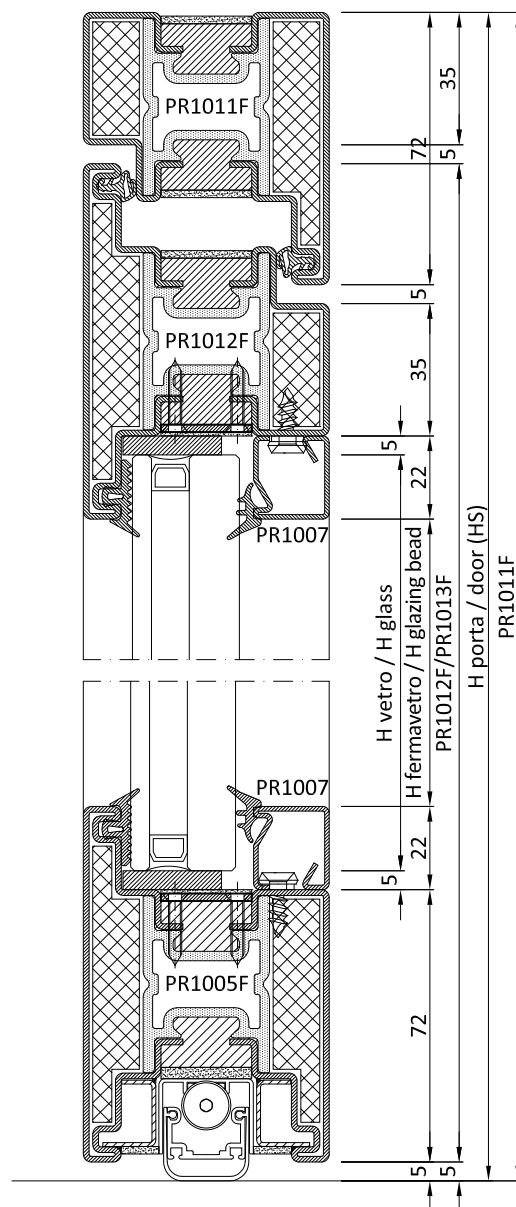 35
PR1011F
72
5
5
PR1012F
35
5
22
PR1007
H vetro / H glass
H fermavetro / H glazing bead
PR1012F/PR1013F
H porta / door (HS)
PR1011F
PR1007
22
5
PR1005F
72
5
5